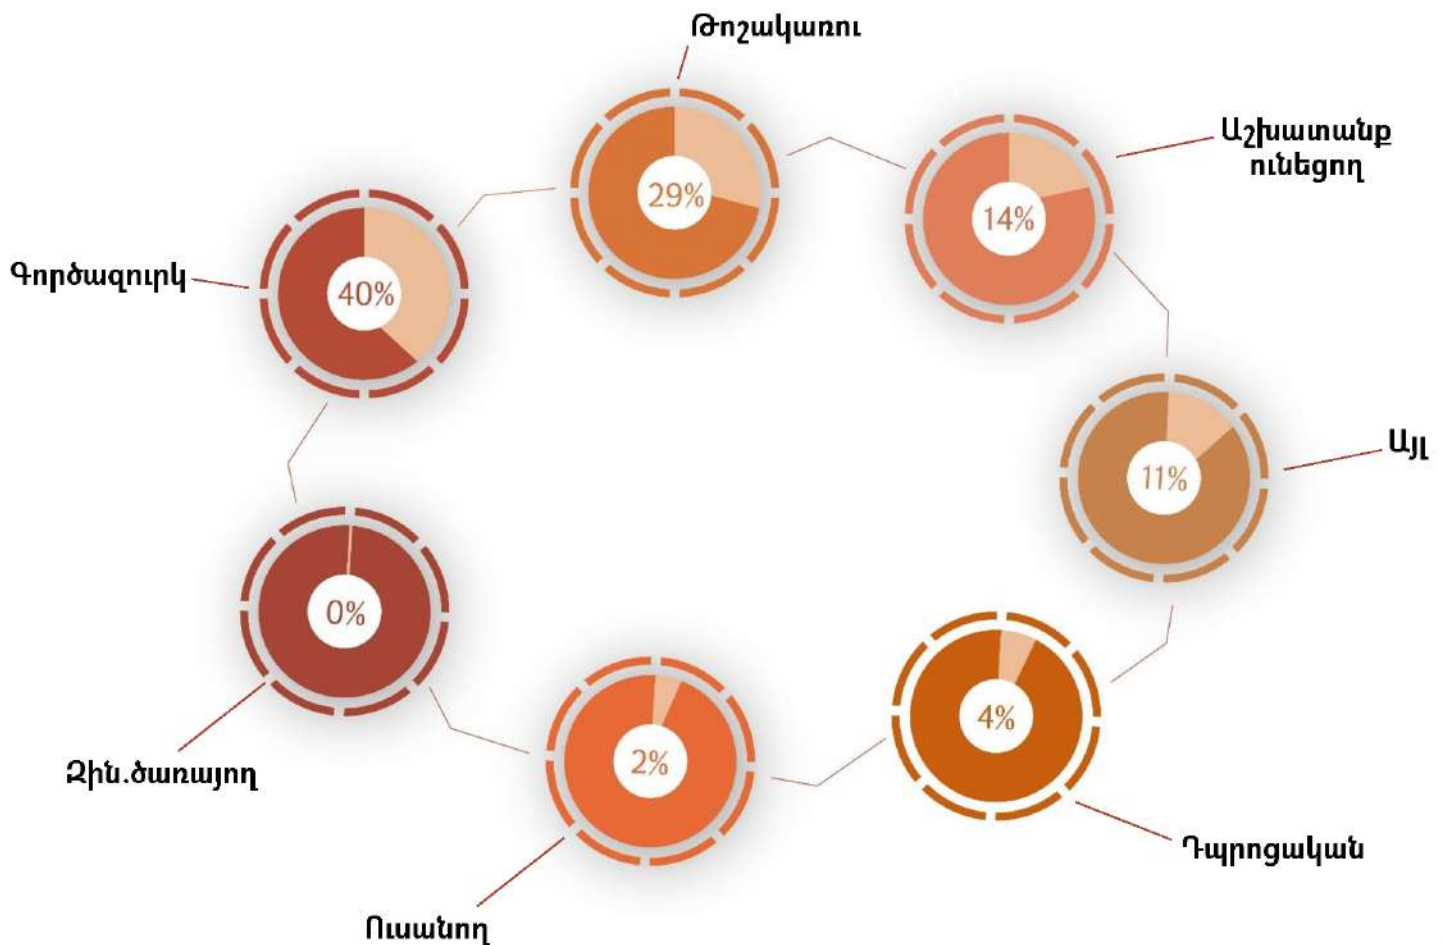 Թոշակառու
29%
Աշխատանք
ունեցող
14%
Գործազուրկ
40%
Այլ
11%
0%
Զին.ծառայող
2%
Ուսանող
4%
Դպրոցական